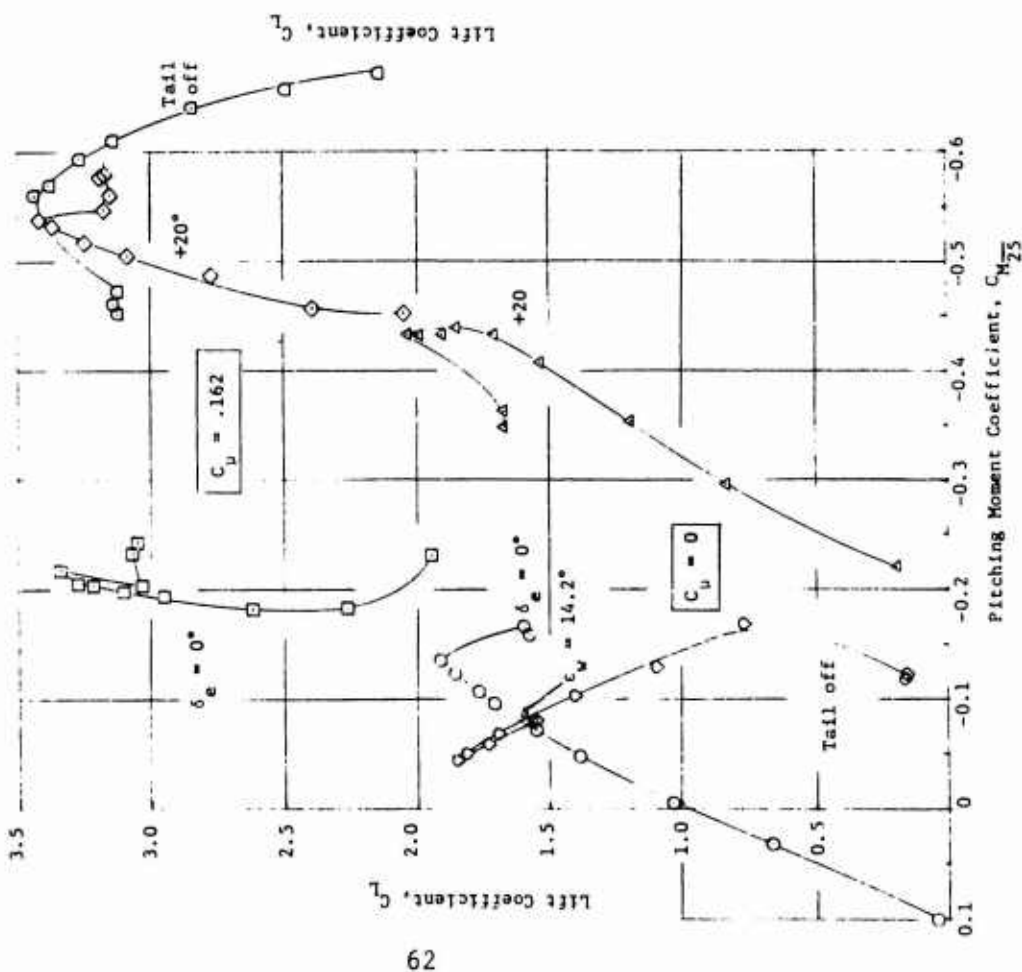 Lift Coefficient, C_L
Tail
off
3.5
3.0
2.5
2.0
1.5
1.0
0.5
Lift Coefficient, C_L
+20°
C_μ = .162
δ_e = 0°
+20
C_μ = 0
δ_e = 0°
ε_w = 14.2°
Tail off
0.1
0
-0.1
-0.2
-0.3
-0.4
-0.5
-0.6
Pitching Moment Coefficient, C_M_25
62